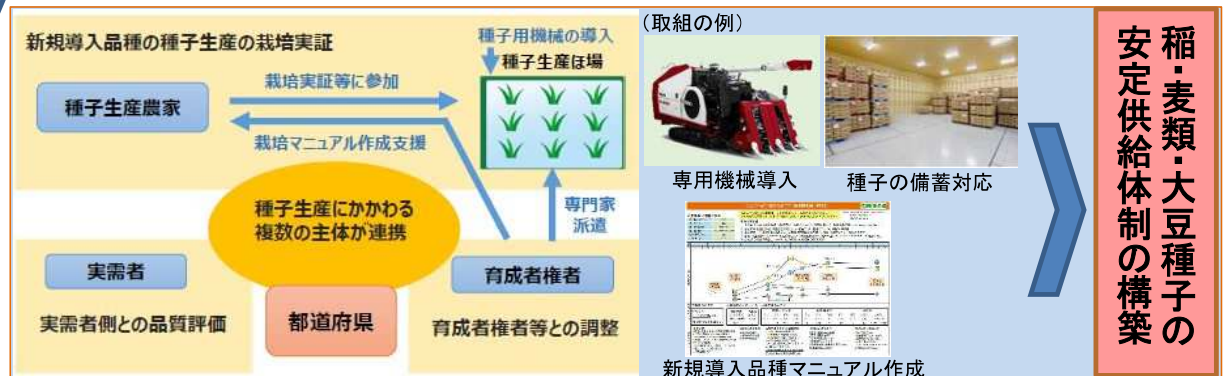 新規導入品種の種子生産の栽培実証
種子用機械の導入
種子生産ほ場
種子生産農家
栽培実証等に参加
栽培マニュアル作成支援
種子生産にかかわる
複数の主体が連携
専門家
派遣
実需者
育成者権者
実需者側との品質評価
都道府県
育成者権者等との調整
（取組の例）
専用機械導入
種子の備蓄対応
新規導入品種マニュアル作成
稲・麦類・大豆種子の
安定供給体制の構築